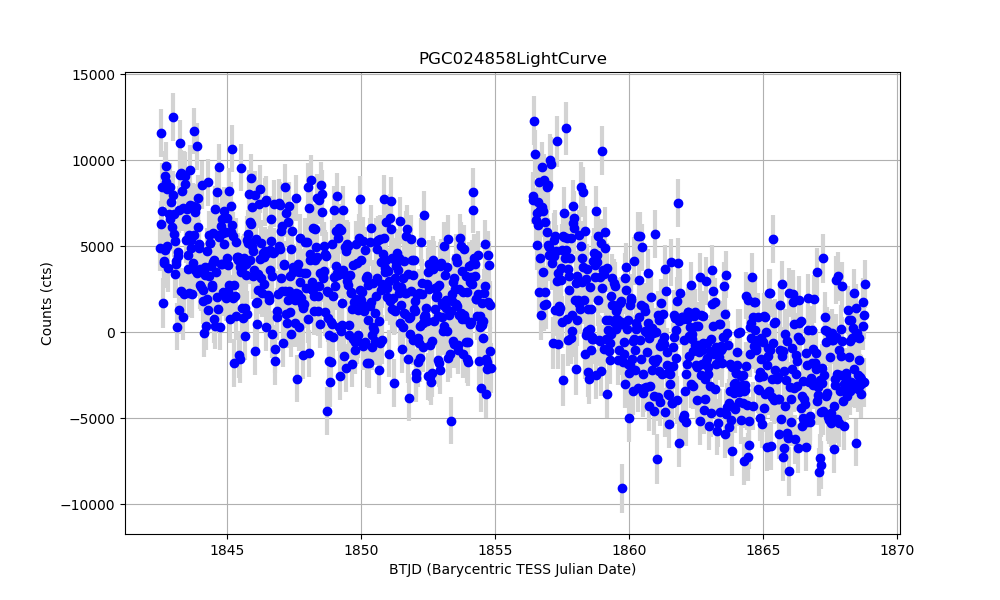 PGC024858LightCurve
15000
10000
5000
0
−5000
−10000
Counts (cts)
1845 1850 1855 1860 1865 1870
BTJD (Barycentric TESS Julian Date)